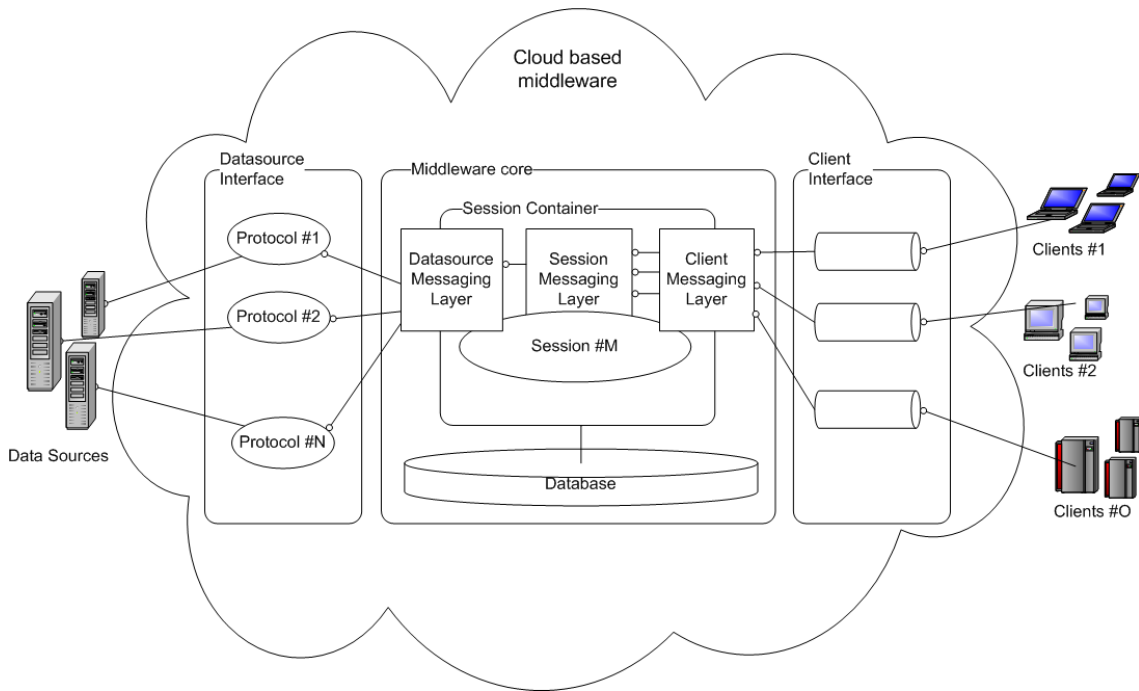 Cloud based
middleware
Datasource
Interface
Middleware core
Client
Interface
Session Container
Protocol #1
Datasource
Messaging
Layer
Session
Messaging
Layer
Client
Messaging
Layer
Clients #1
Protocol #2
Session #M
Clients #2
Protocol #N
Data Sources
Database
Clients #O